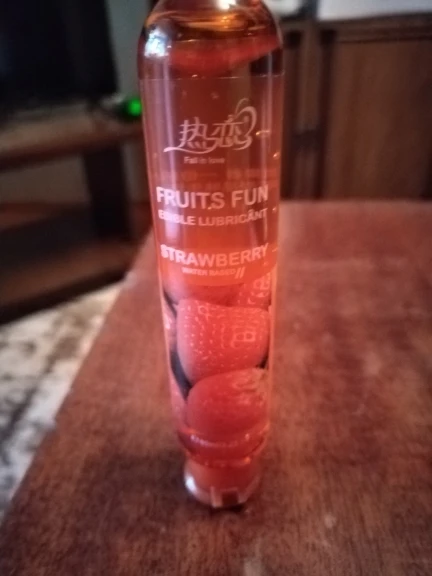 热恋
Fall in love
FRUITS FUN
EDIBLE LUBRICANT
STRAWBERRY
WATER BASED //